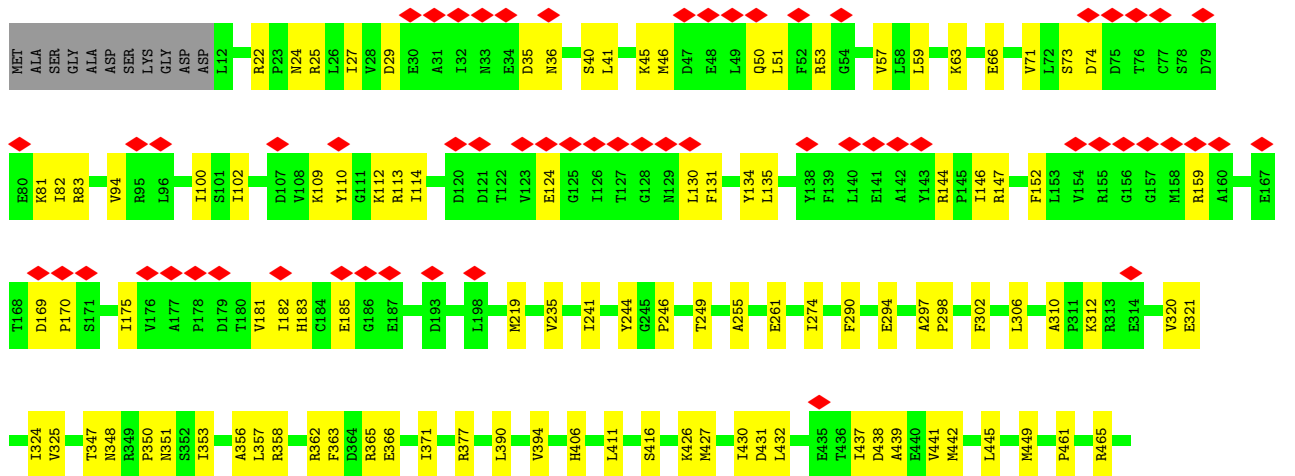 MET ALA SER GLY ALA ASP SER LYS GLY ASP ASP L12 R22 P23 N24 R25 L26 I27 V28 D29 E30 A31 I32 N33 E34 D35 N36 S40 L41 K45 M46 D47 E48 L49 Q50 L51 F52 R53 G54 V57 L58 L59 K63 E66 V71 L72 S73 D74 D75 T76 C77 S78 D79
E80 K81 I82 R83 V94 R95 L96 I100 S101 I102 D107 V108 K109 Y110 G111 K112 R113 I114 D120 D121 T122 V123 E124 G125 I126 T127 G128 N129 L130 F131 Y134 L135 Y138 F139 L140 E141 A142 Y143 R144 P145 I146 R147 F152 L153 V154 R155 G156 G157 M158 R159 A160 E167
T168 D169 P170 S171 I175 V176 A177 P178 D179 T180 V181 I182 H183 C184 E185 G186 E187 D193 L198 M219 V235 I241 Y244 G245 P246 T249 A255 E261 I274 F290 E294 A297 P298 F302 L306 A310 P311 K312 R313 E314 V320 E321
I324 V325 T347 N348 R349 P350 N351 S352 I353 A356 L357 R358 R362 F363 D364 R365 E366 I371 R377 L390 V394 H406 L411 S416 K426 M427 I430 D431 L432 E435 T436 I437 D438 A439 E440 V441 M442 L445 M449 P461 R465